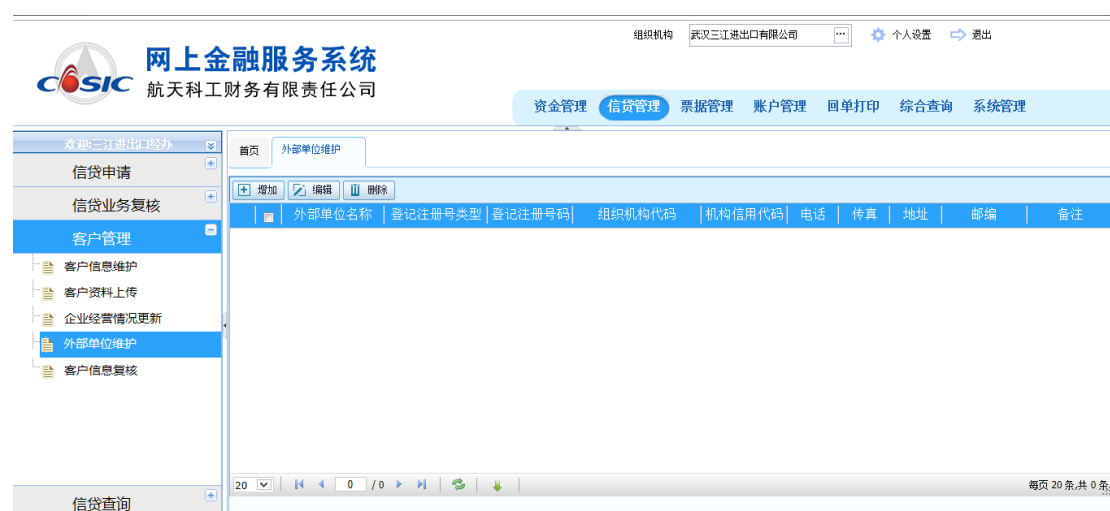 组织机构 武汉三江进出口有限公司 ... 个人设置 退出
网上金融服务系统
CASIC
航天科工财务有限责任公司
资金管理 信贷管理 票据管理 账户管理 回单打印 综合查询 系统管理
欢迎:三江进出口经办
首页 外部单位维护
信贷申请
增加 编辑 删除
信贷业务复核
外部单位名称 登记注册号类型 登记注册号码 组织机构代码 机构信用代码 电话 传真 地址 邮编 备注
客户管理
客户信息维护
客户资料上传
企业经营情况更新
外部单位维护
客户信息复核
20 0 /0 每页 20 条,共 0 条
信贷查询